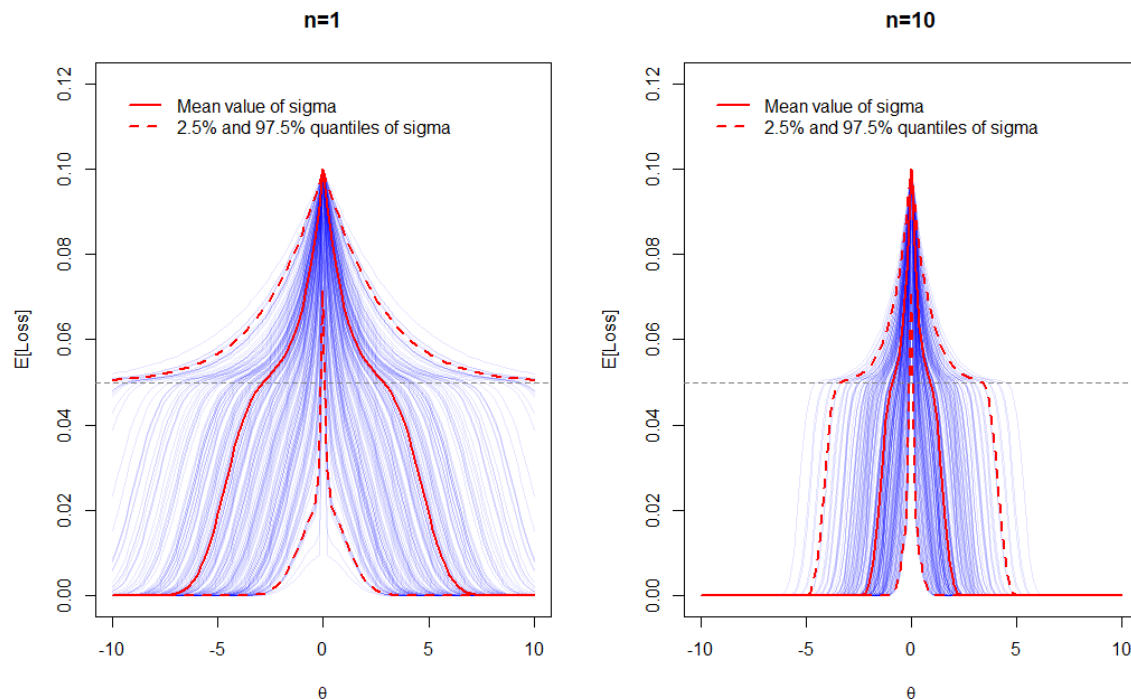 n=1
0.12
Mean value of sigma
2.5% and 97.5% quantiles of sigma
0.10
0.08
0.06
0.04
0.02
0.00
E[Loss]
-10 -5 0 5 10
θ
n=10
0.12
Mean value of sigma
2.5% and 97.5% quantiles of sigma
0.10
0.08
0.06
0.04
0.02
0.00
E[Loss]
-10 -5 0 5 10
θ